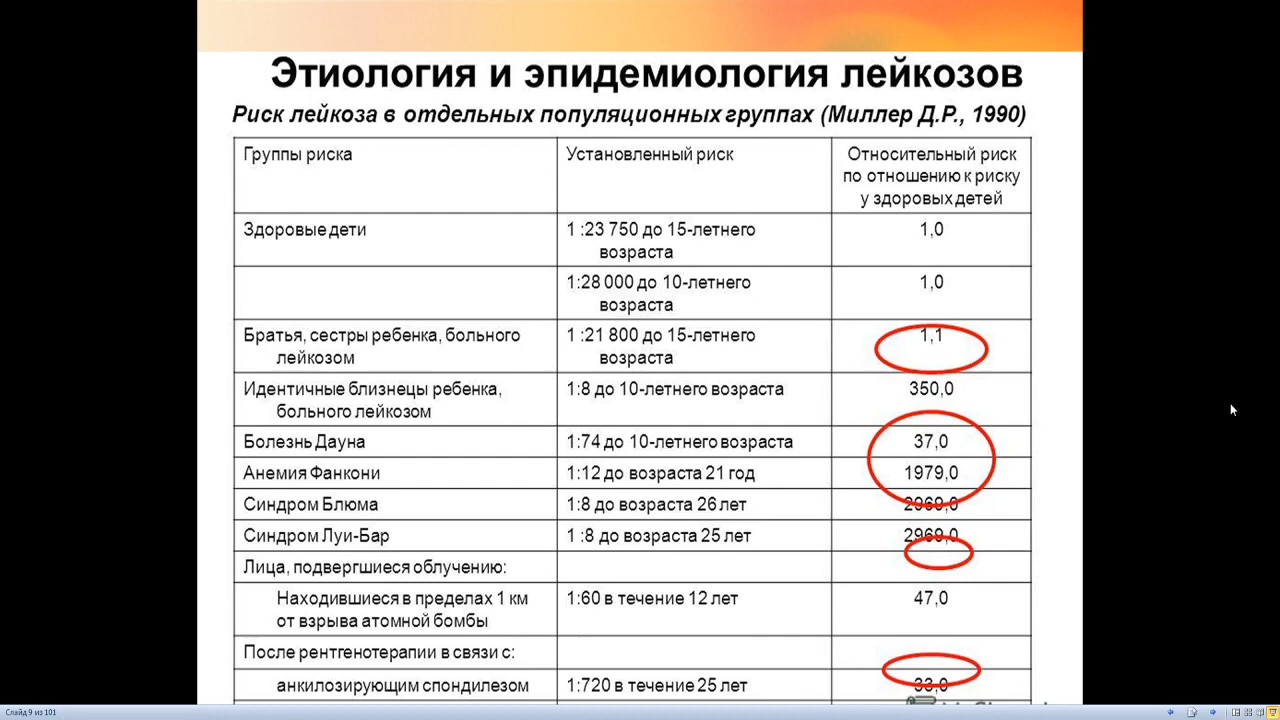 Этиология и эпидемиология лейкозов
Риск лейкоза в отдельных популяционных группах (Миллер Д.Р., 1990)
Группы риска
Установленный риск
Относительный риск
по отношению к риску
у здоровых детей
Здоровые дети
1 :23 750 до 15-летнего
возраста
1,0
1:28 000 до 10-летнего
возраста
1,0
Братья, сестры ребенка, больного
лейкозом
1 :21 800 до 15-летнего
возраста
1,1
Идентичные близнецы ребенка,
больного лейкозом
1:8 до 10-летнего возраста
350,0
Болезнь Дауна
1:74 до 10-летнего возраста
37,0
Анемия Фанкони
1:12 до возраста 21 год
1979,0
Синдром Блюма
1:8 до возраста 26 лет
2969,0
Синдром Луи-Бар
1 :8 до возраста 25 лет
2969,0
Лица, подвергшиеся облучению:
Находившиеся в пределах 1 км
от взрыва атомной бомбы
1:60 в течение 12 лет
47,0
После рентгенотерапии в связи с:
анкилозирующим спондилезом
1:720 в течение 25 лет
33,0
Слайд 9 из 101